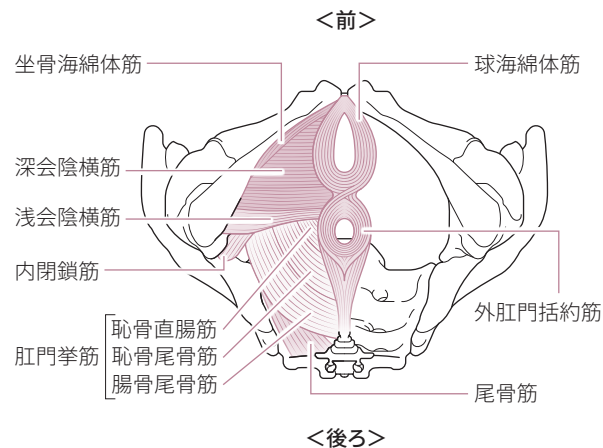 ＜前＞
坐骨海綿体筋
球海綿体筋
深会陰横筋
浅会陰横筋
内閉鎖筋
外肛門括約筋
肛門挙筋
恥骨直腸筋
恥骨尾骨筋
腸骨尾骨筋
尾骨筋
＜後ろ＞